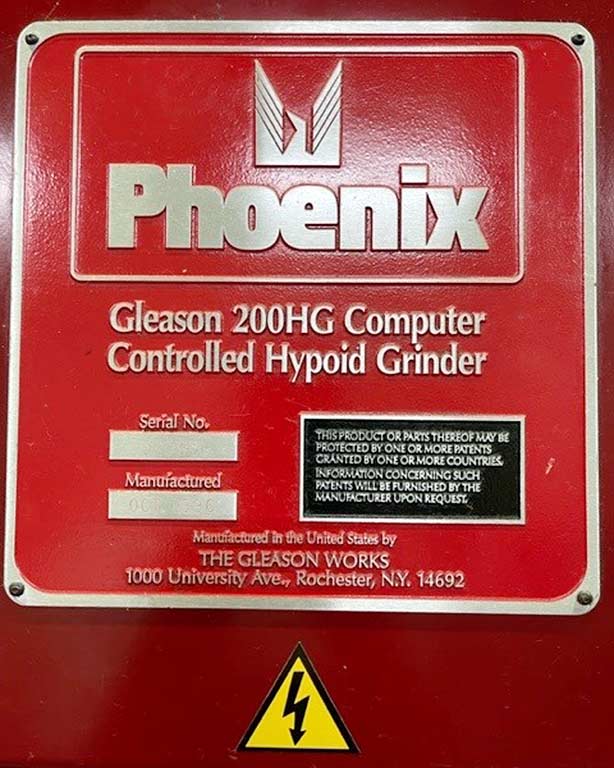 Phoenix
Gleason 200HG Computer
Controlled Hypoid Grinder
Serial No.
Manufactured
THIS PRODUCT OR PARTS THEREOF MAY BE
PROTECTED BY ONE OR MORE PATENTS
GRANTED BY ONE OR MORE COUNTRIES.
INFORMATION CONCERNING SUCH
PATENTS WILL BE FURNISHED BY THE
MANUFACTURER UPON REQUEST.
Manufactured in the United States by
THE GLEASON WORKS
1000 University Ave., Rochester, N.Y. 14692